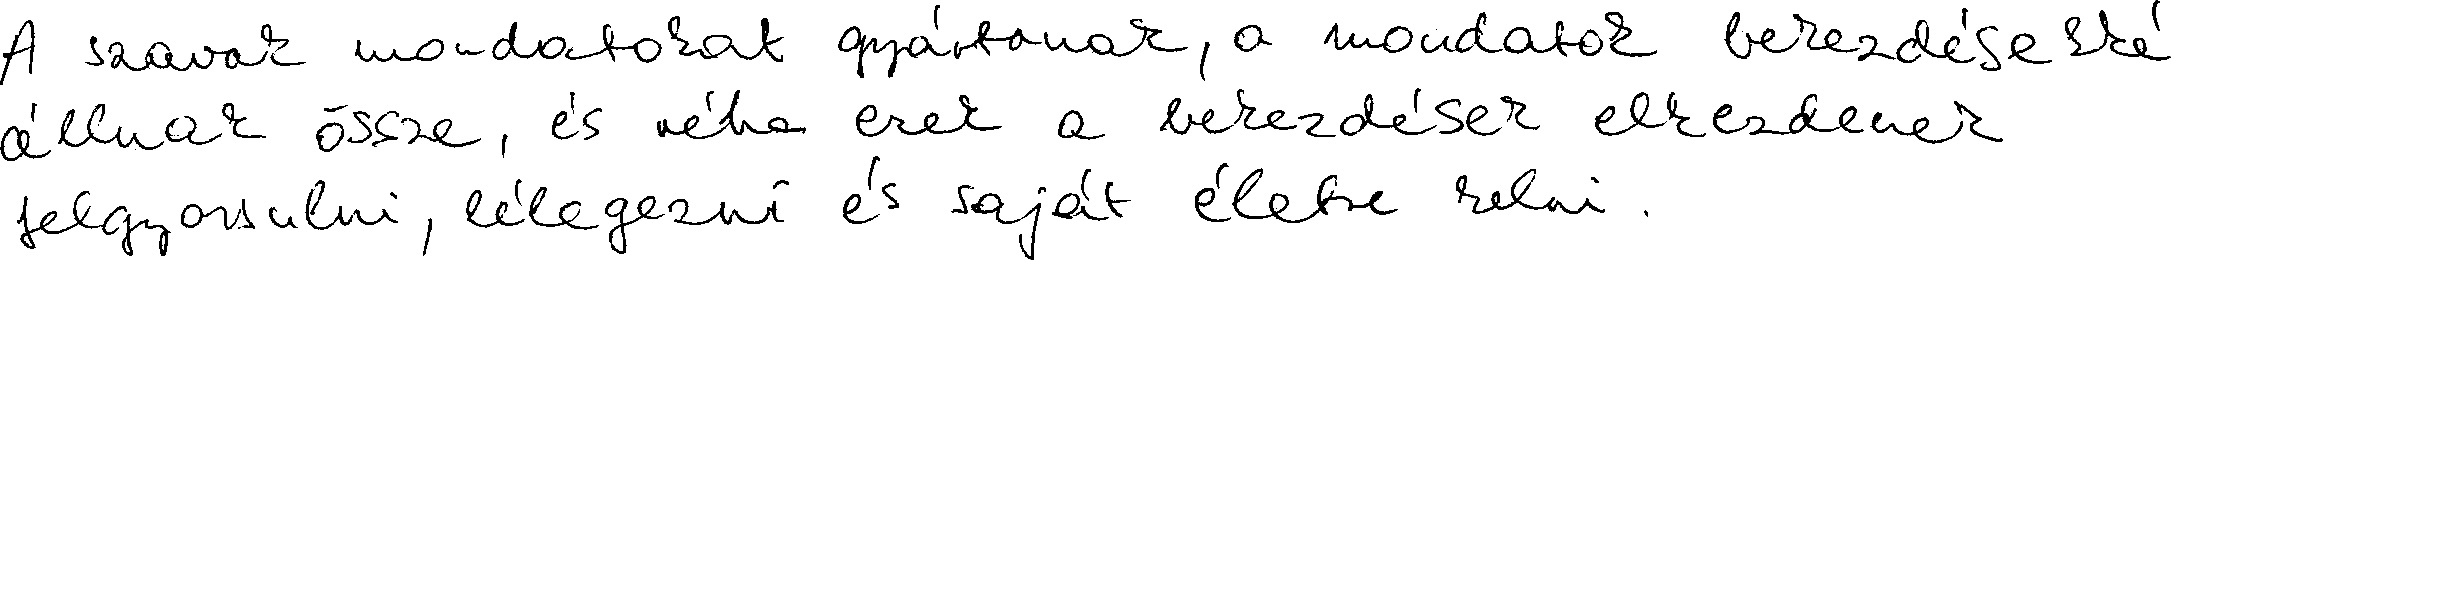 A szavak mondatokat gyártanak, a mondatok bekezdésekké
állnak össze, és néha ezek a bekezdések elkezdenek
felgyorsulni, lélegezni és saját életre kelni.